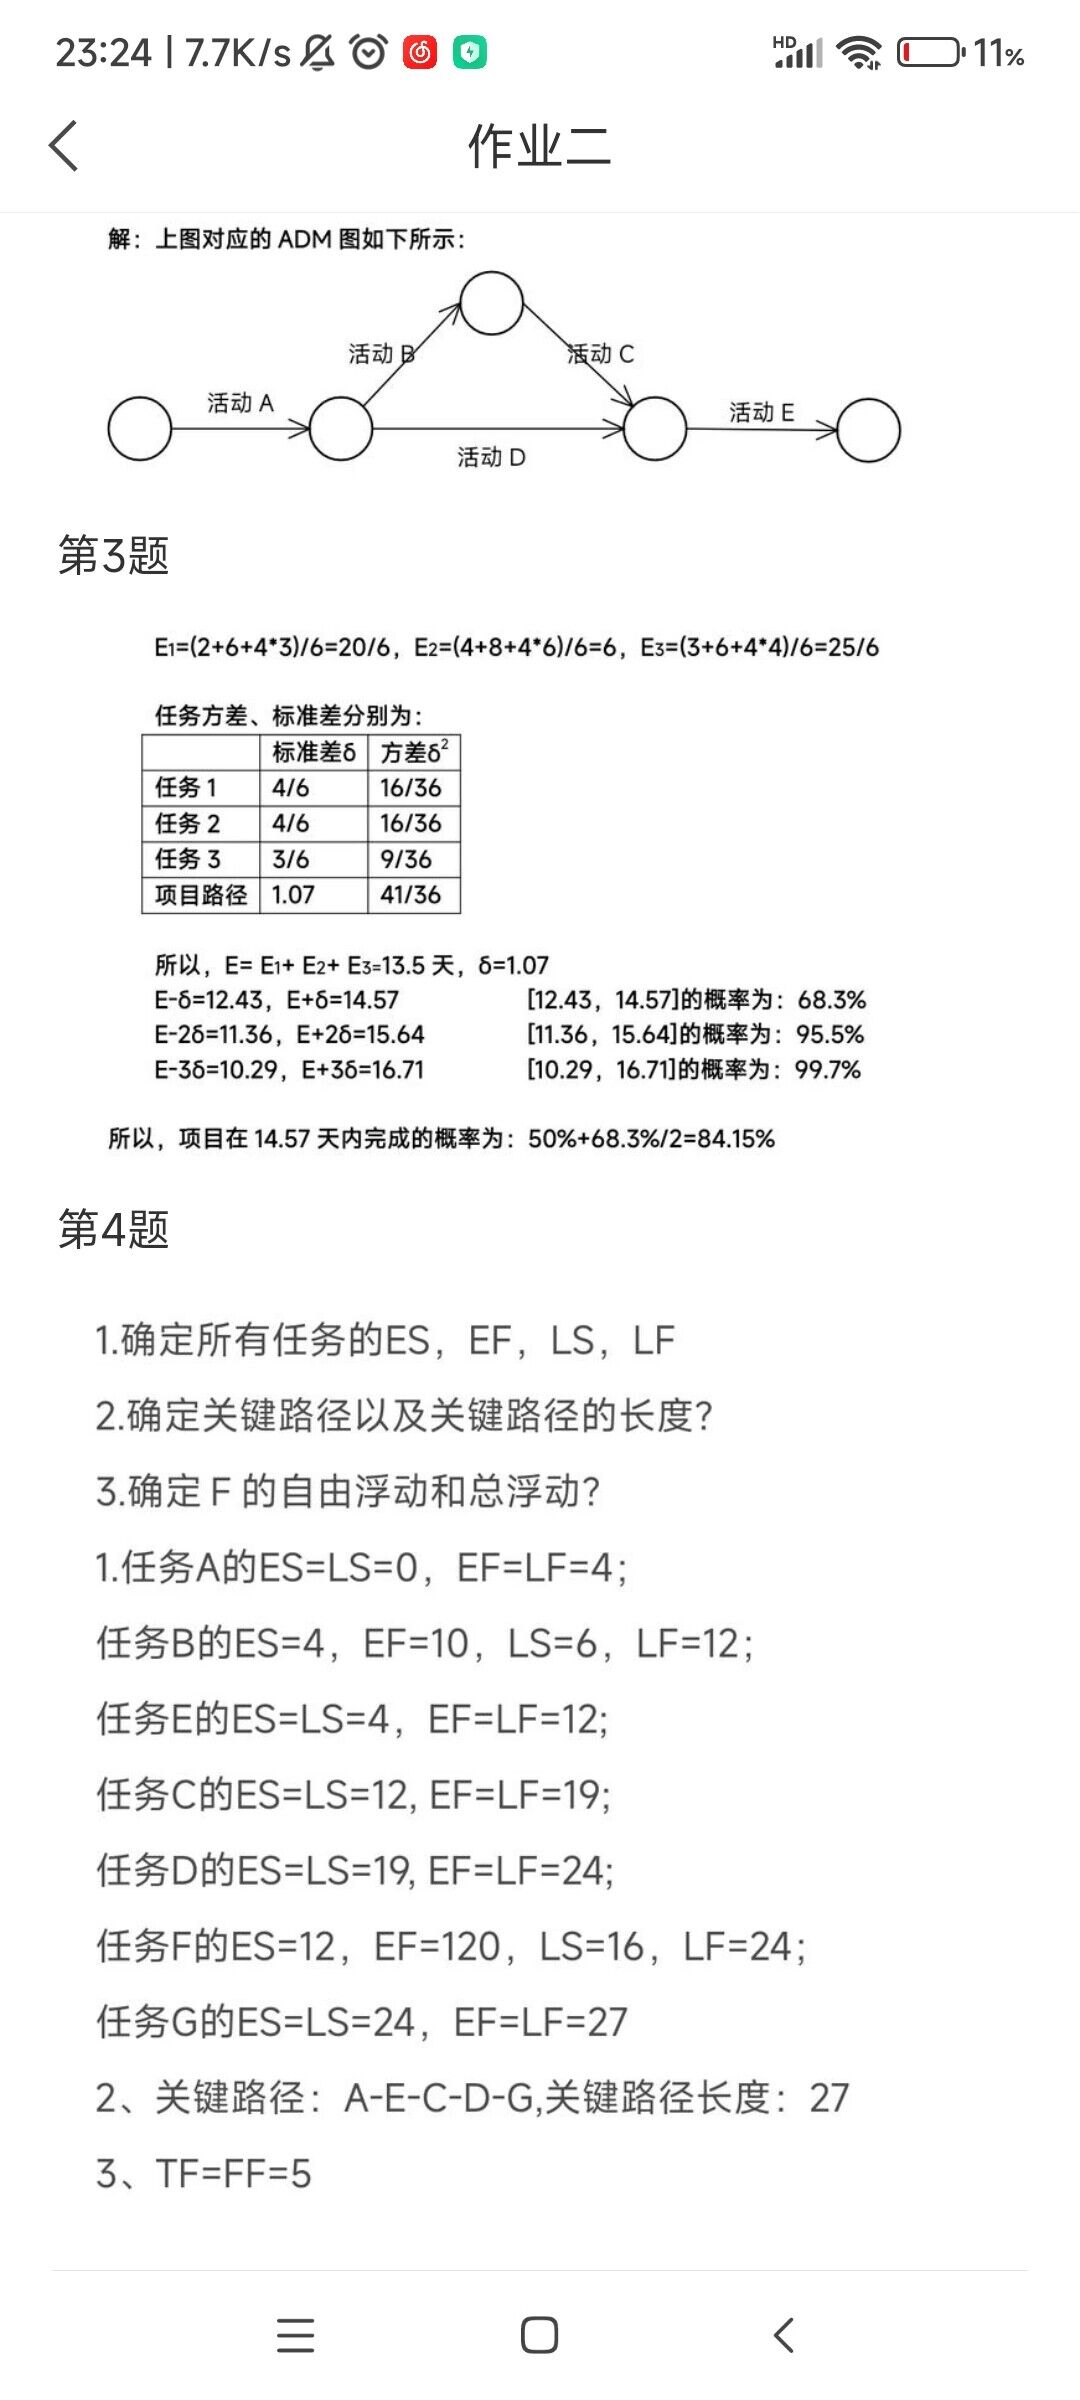 23:24 | 7.7K/s
HD
11%
作业二
解：上图对应的 ADM 图如下所示：
活动 B
活动 C
活动 A
活动 E
活动 D
第3题
E1=(2+6+4*3)/6=20/6，E2=(4+8+4*6)/6=6，E3=(3+6+4*4)/6=25/6
任务方差、标准差分别为：
标准差δ 方差δ²
任务 1 4/6 16/36
任务 2 4/6 16/36
任务 3 3/6 9/36
项目路径 1.07 41/36
所以，E= E1+ E2+ E3=13.5 天，δ=1.07
E-δ=12.43，E+δ=14.57 [12.43，14.57]的概率为：68.3%
E-2δ=11.36，E+2δ=15.64 [11.36，15.64]的概率为：95.5%
E-3δ=10.29，E+3δ=16.71 [10.29，16.71]的概率为：99.7%
所以，项目在 14.57 天内完成的概率为：50%+68.3%/2=84.15%
第4题
1.确定所有任务的ES，EF，LS，LF
2.确定关键路径以及关键路径的长度？
3.确定 F 的自由浮动和总浮动？
1.任务A的ES=LS=0，EF=LF=4；
任务B的ES=4，EF=10，LS=6，LF=12；
任务E的ES=LS=4，EF=LF=12;
任务C的ES=LS=12, EF=LF=19;
任务D的ES=LS=19, EF=LF=24;
任务F的ES=12，EF=120，LS=16，LF=24；
任务G的ES=LS=24，EF=LF=27
2、关键路径：A-E-C-D-G,关键路径长度：27
3、TF=FF=5